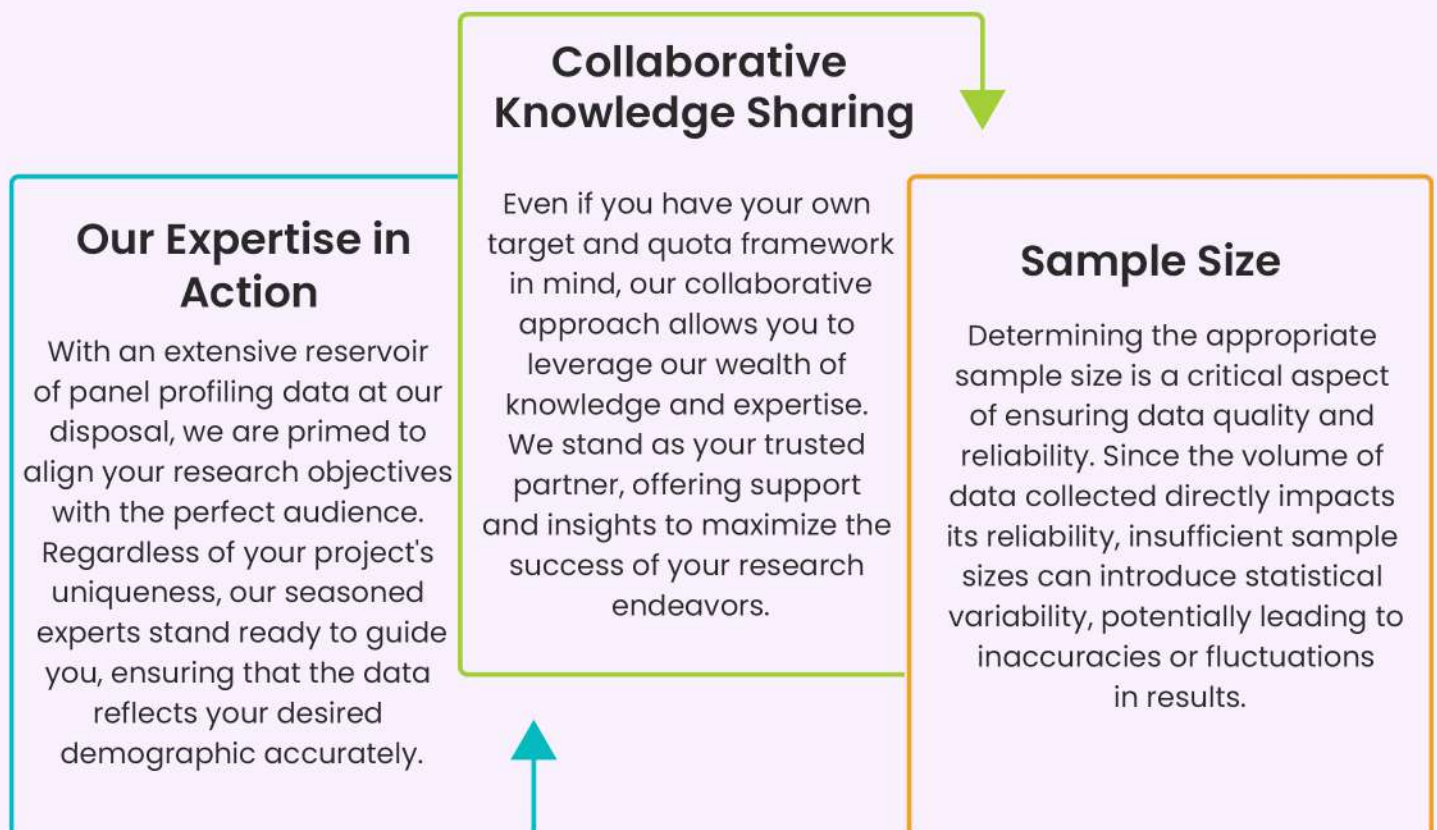 Our Expertise in
Action
With an extensive reservoir
of panel profiling data at our
disposal, we are primed to
align your research objectives
with the perfect audience.
Regardless of your project's
uniqueness, our seasoned
experts stand ready to guide
you, ensuring that the data
reflects your desired
demographic accurately.
Collaborative
Knowledge Sharing
Even if you have your own
target and quota framework
in mind, our collaborative
approach allows you to
leverage our wealth of
knowledge and expertise.
We stand as your trusted
partner, offering support
and insights to maximize the
success of your research
endeavors.
Sample Size
Determining the appropriate
sample size is a critical aspect
of ensuring data quality and
reliability. Since the volume of
data collected directly impacts
its reliability, insufficient sample
sizes can introduce statistical
variability, potentially leading to
inaccuracies or fluctuations
in results.